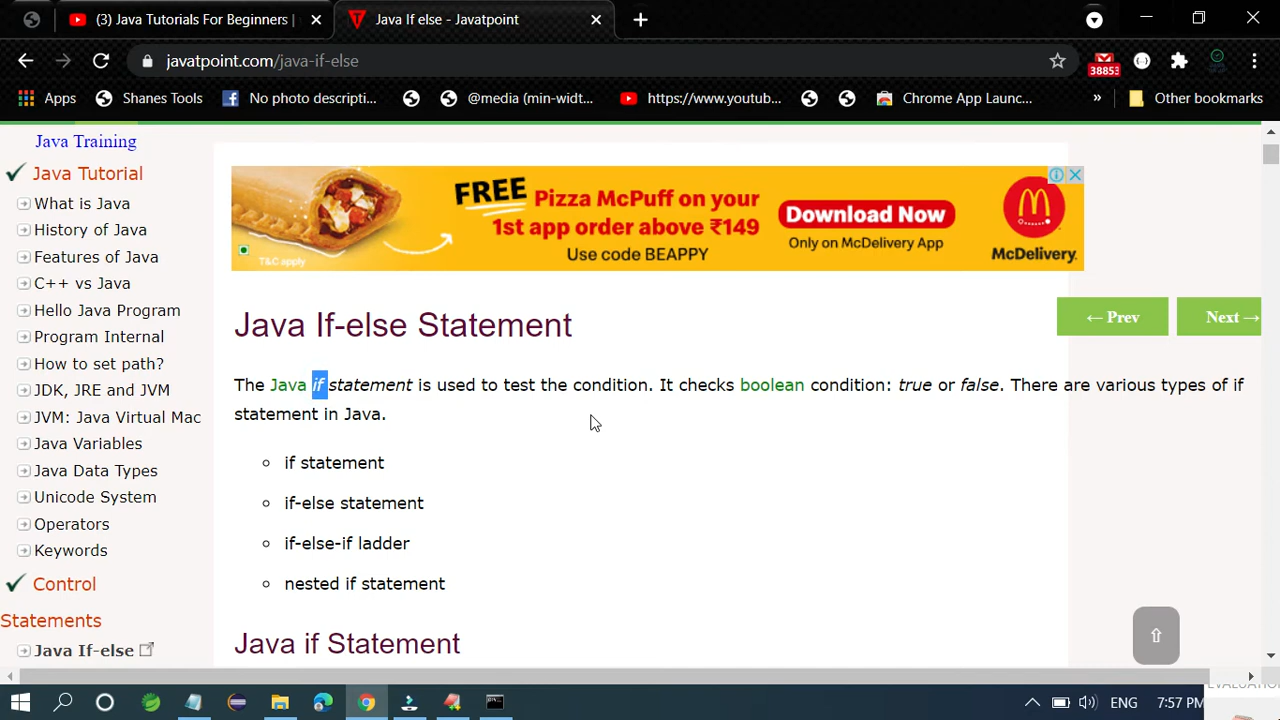 (3) Java Tutorials For Beginners |
Java If else - Javatpoint
javatpoint.com/java-if-else
38853
Apps
Shanes Tools
No photo descripti...
@media (min-widt...
https://www.youtub...
Chrome App Launc...
»
Other bookmarks
Java Training
Java Tutorial
What is Java
History of Java
Features of Java
C++ vs Java
Hello Java Program
Program Internal
How to set path?
JDK, JRE and JVM
JVM: Java Virtual Mac
Java Variables
Java Data Types
Unicode System
Operators
Keywords
Control
Statements
Java If-else
FREE Pizza McPuff on your
1st app order above ₹149
Use code BEAPPY
T&C apply
Download Now
Only on McDelivery App
McDelivery
Java If-else Statement
← Prev
Next →
The Java if statement is used to test the condition. It checks boolean condition: true or false. There are various types of if
statement in Java.
if statement
if-else statement
if-else-if ladder
nested if statement
Java if Statement
ENG
7:57 PM